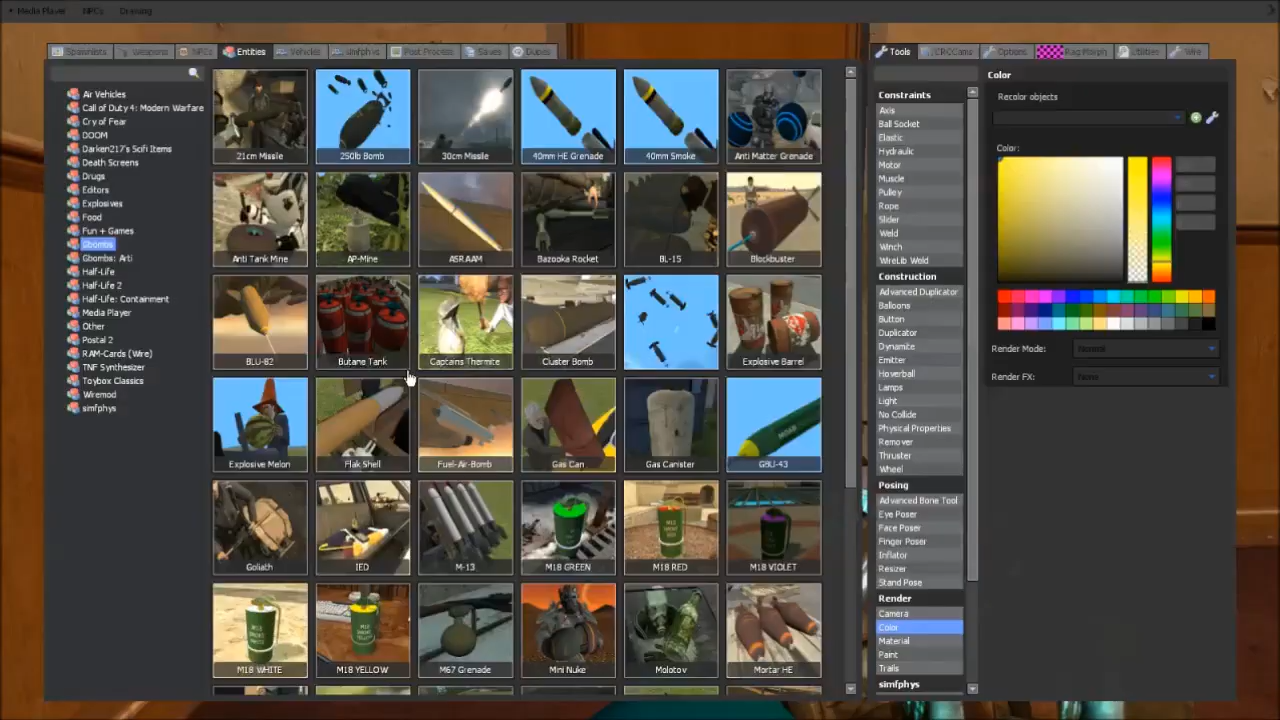 Media Player NPCs Drawing
Spawnlists Weapons NPCs Entities Vehicles simfphys Post Process Saves Dupes
Tools Options Rag Morph Utilities Wire
Air Vehicles
Call of Duty 4: Modern Warfare
Cry of Fear
DOOM
Darken217's Scifi Items
Death Screens
Drugs
Editors
Explosives
Food
Fun + Games
Gbombs
Gbombs: Arti
Half-Life
Half-Life 2
Half-Life: Containment
Media Player
Other
Postal 2
RAM-Cards (Wire)
TNF Synthesizer
Toybox Classics
Wiremod
simfphys
21cm Missile 250lb Bomb 30cm Missile 40mm HE Grenade 40mm Smoke Anti Matter Grenade
Anti Tank Mine AP-Mine ASRAAM Bazooka Rocket BL-15 Blockbuster
BLU-82 Butane Tank Captains Thermite Cluster Bomb Explosive Barrel
Explosive Melon Flak Shell Fuel-Air-Bomb Gas Can Gas Canister GBU-43
MOAB
Goliath IED M-13 M18 GREEN M18 RED M18 VIOLET
M18 WHITE M18 YELLOW M67 Grenade Mini Nuke Molotov Mortar HE
Constraints
Axis
Ball Socket
Elastic
Hydraulic
Motor
Muscle
Pulley
Rope
Slider
Weld
Winch
WireLib Weld
Construction
Advanced Duplicator
Balloons
Button
Duplicator
Dynamite
Emitter
Hoverball
Lamps
Light
No Collide
Physical Properties
Remover
Thruster
Wheel
Posing
Advanced Bone Tool
Eye Poser
Face Poser
Finger Poser
Inflator
Resizer
Stand Pose
Render
Camera
Color
Material
Paint
Trails
simfphys
Color
Recolor objects
Color:
Render Mode: Normal
Render FX: None